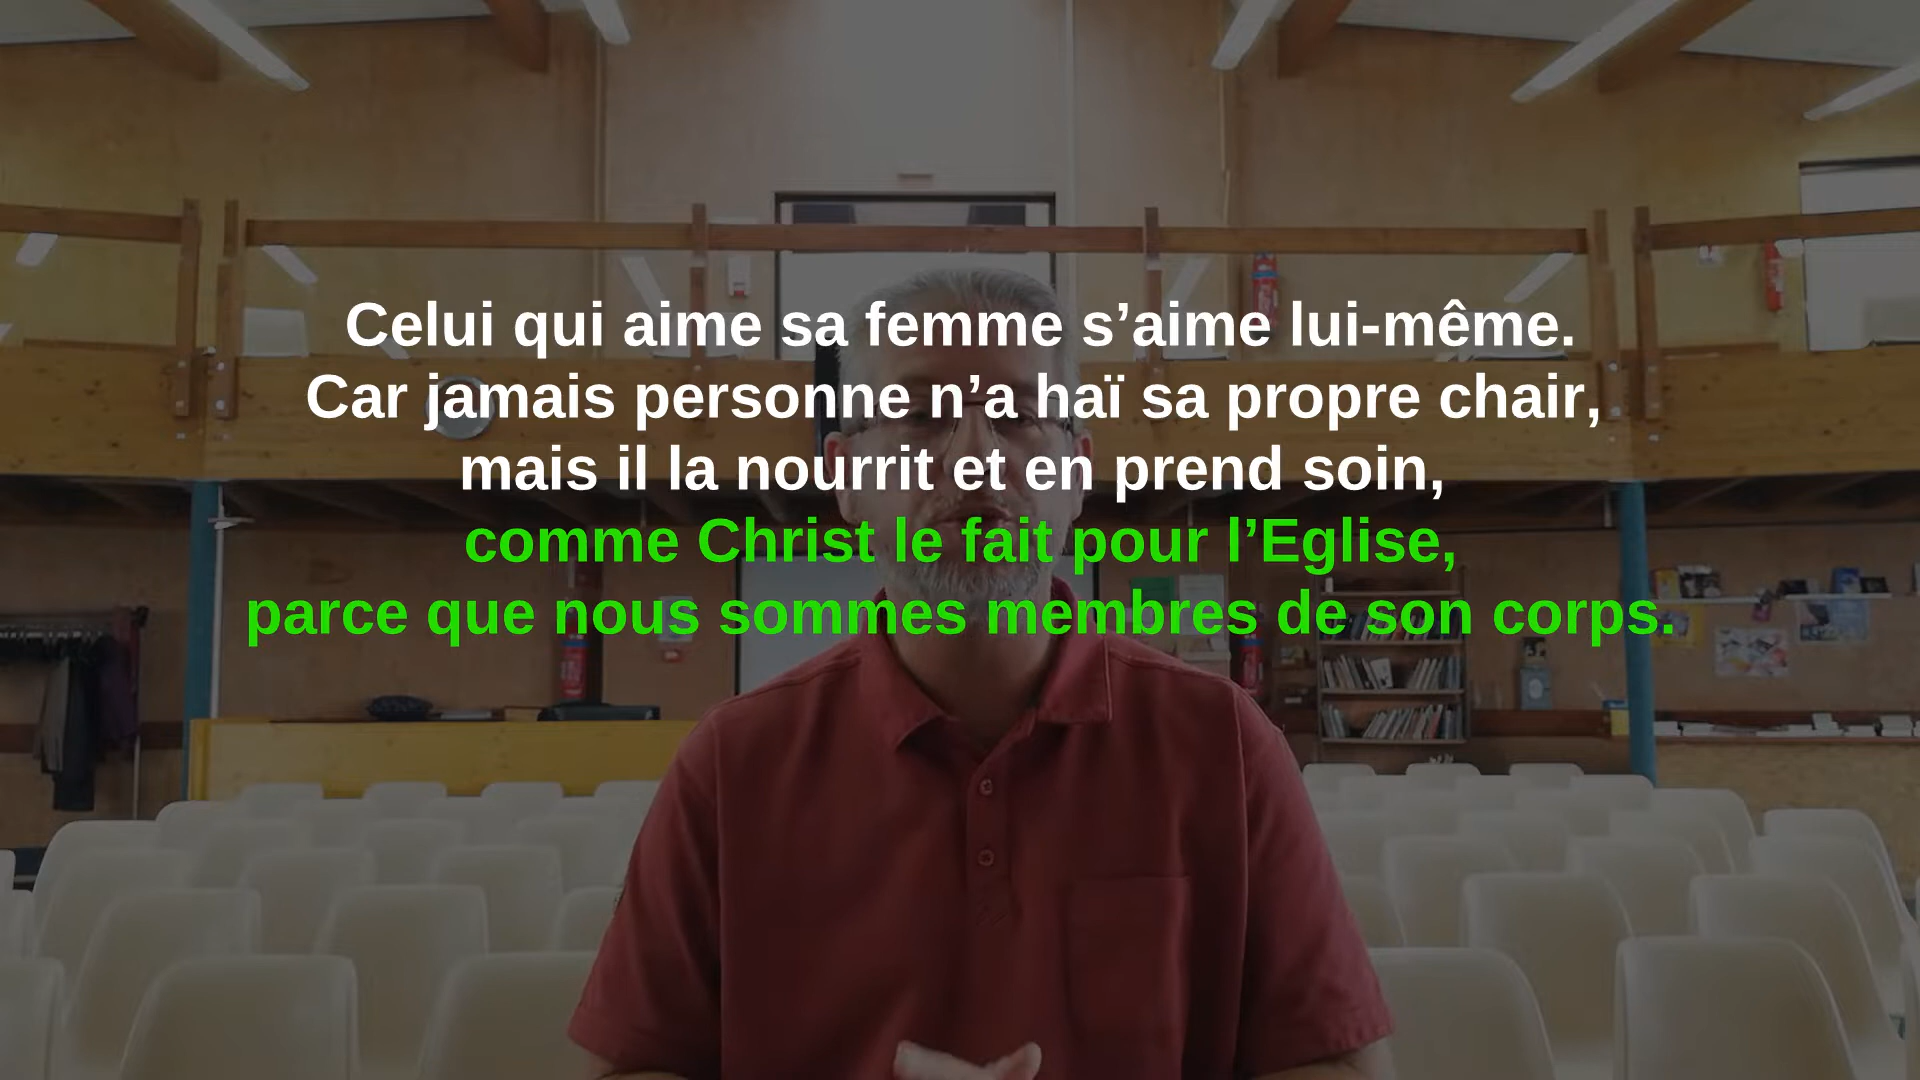 Celui qui aime sa femme s’aime lui-même.
Car jamais personne n’a haï sa propre chair,
mais il la nourrit et en prend soin,
comme Christ le fait pour l’Eglise,
parce que nous sommes membres de son corps.